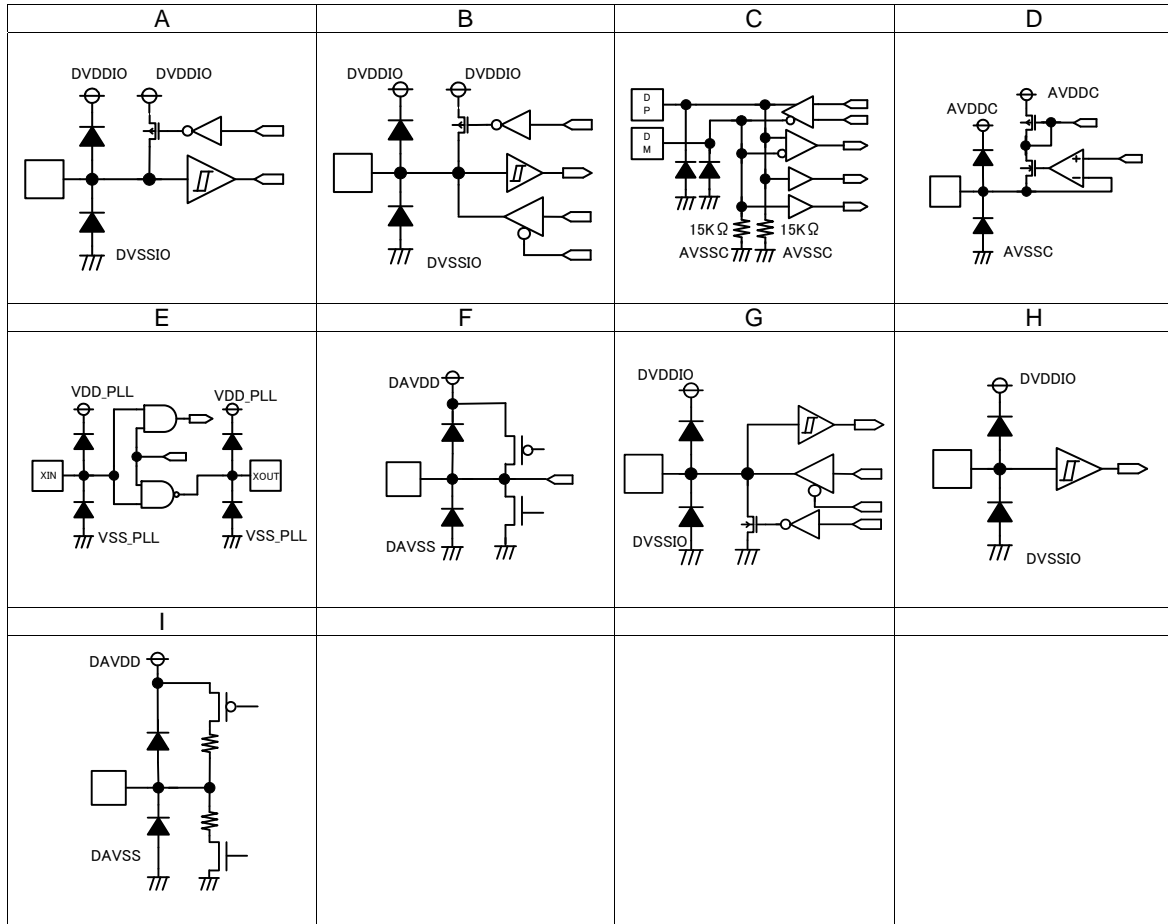 A B C D
DVDDIO DVDDIO
DVSSIO
DVDDIO DVDDIO
DVSSIO
D
P
D
M
15KΩ 15KΩ
AVSSC AVSSC
AVDDC
AVDDC
+
-
AVSSC
E F G H
VDD_PLL VDD_PLL
XIN XOUT
VSS_PLL VSS_PLL
DAVDD
DAVSS
DVDDIO
DVSSIO
DVDDIO
DVSSIO
I
DAVDD
DAVSS